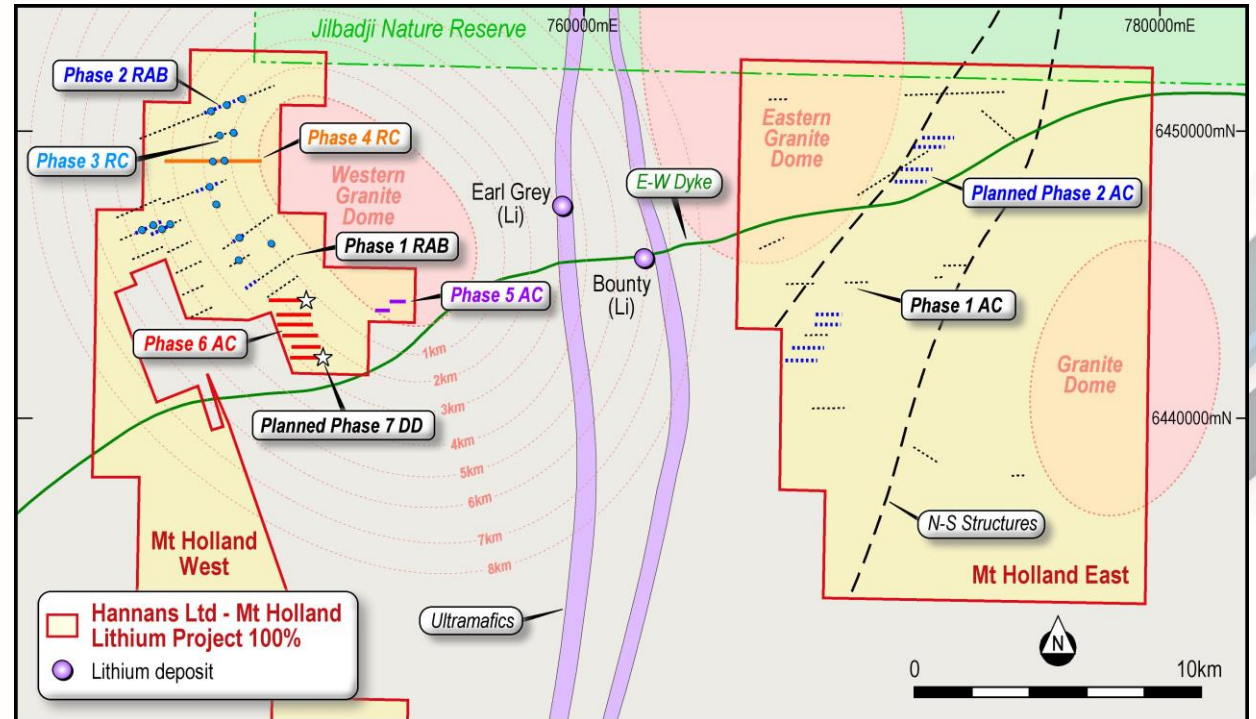 Jilbadji Nature Reserve
760000mE
780000mE
Phase 2 RAB
Phase 4 RC
Phase 3 RC
Western
Granite
Dome
Eastern
Granite
Dome
6450000mN
E-W Dyke
Earl Grey
(Li)
Planned Phase 2 AC
Phase 1 RAB
Bounty
(Li)
Phase 5 AC
Phase 1 AC
Phase 6 AC
1km
2km
3km
4km
5km
6km
7km
8km
Granite
Dome
Planned Phase 7 DD
6440000mN
N-S Structures
Mt Holland
West
Mt Holland East
Hannans Ltd - Mt Holland
Lithium Project 100%
Lithium deposit
Ultramafics
N
0
10km